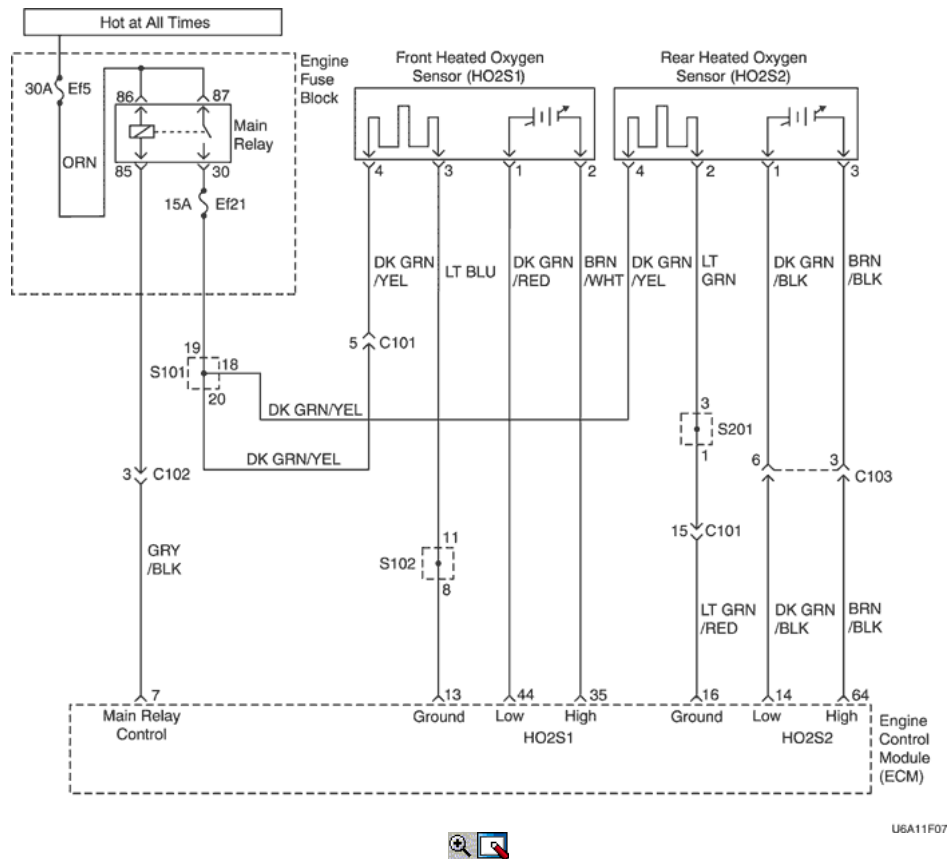 Hot at All Times
Engine
Fuse
Block
30A
Ef5
86
87
Main
Relay
ORN
85
30
15A
Ef21
Front Heated Oxygen
Sensor (HO2S1)
4
3
1
2
Rear Heated Oxygen
Sensor (HO2S2)
4
2
1
3
DK GRN
/YEL
LT BLU
DK GRN
/RED
BRN
/WHT
DK GRN
/YEL
LT
GRN
DK GRN
/BLK
BRN
/BLK
5
C101
19
S101
18
20
DK GRN/YEL
DK GRN/YEL
3
S201
1
6
3
C103
3
C102
15
C101
GRY
/BLK
11
S102
8
LT GRN
/RED
DK GRN
/BLK
BRN
/BLK
7
13
44
35
16
14
64
Main Relay
Control
Ground
Low
High
HO2S1
Ground
Low
High
HO2S2
Engine
Control
Module
(ECM)
U6A11F07